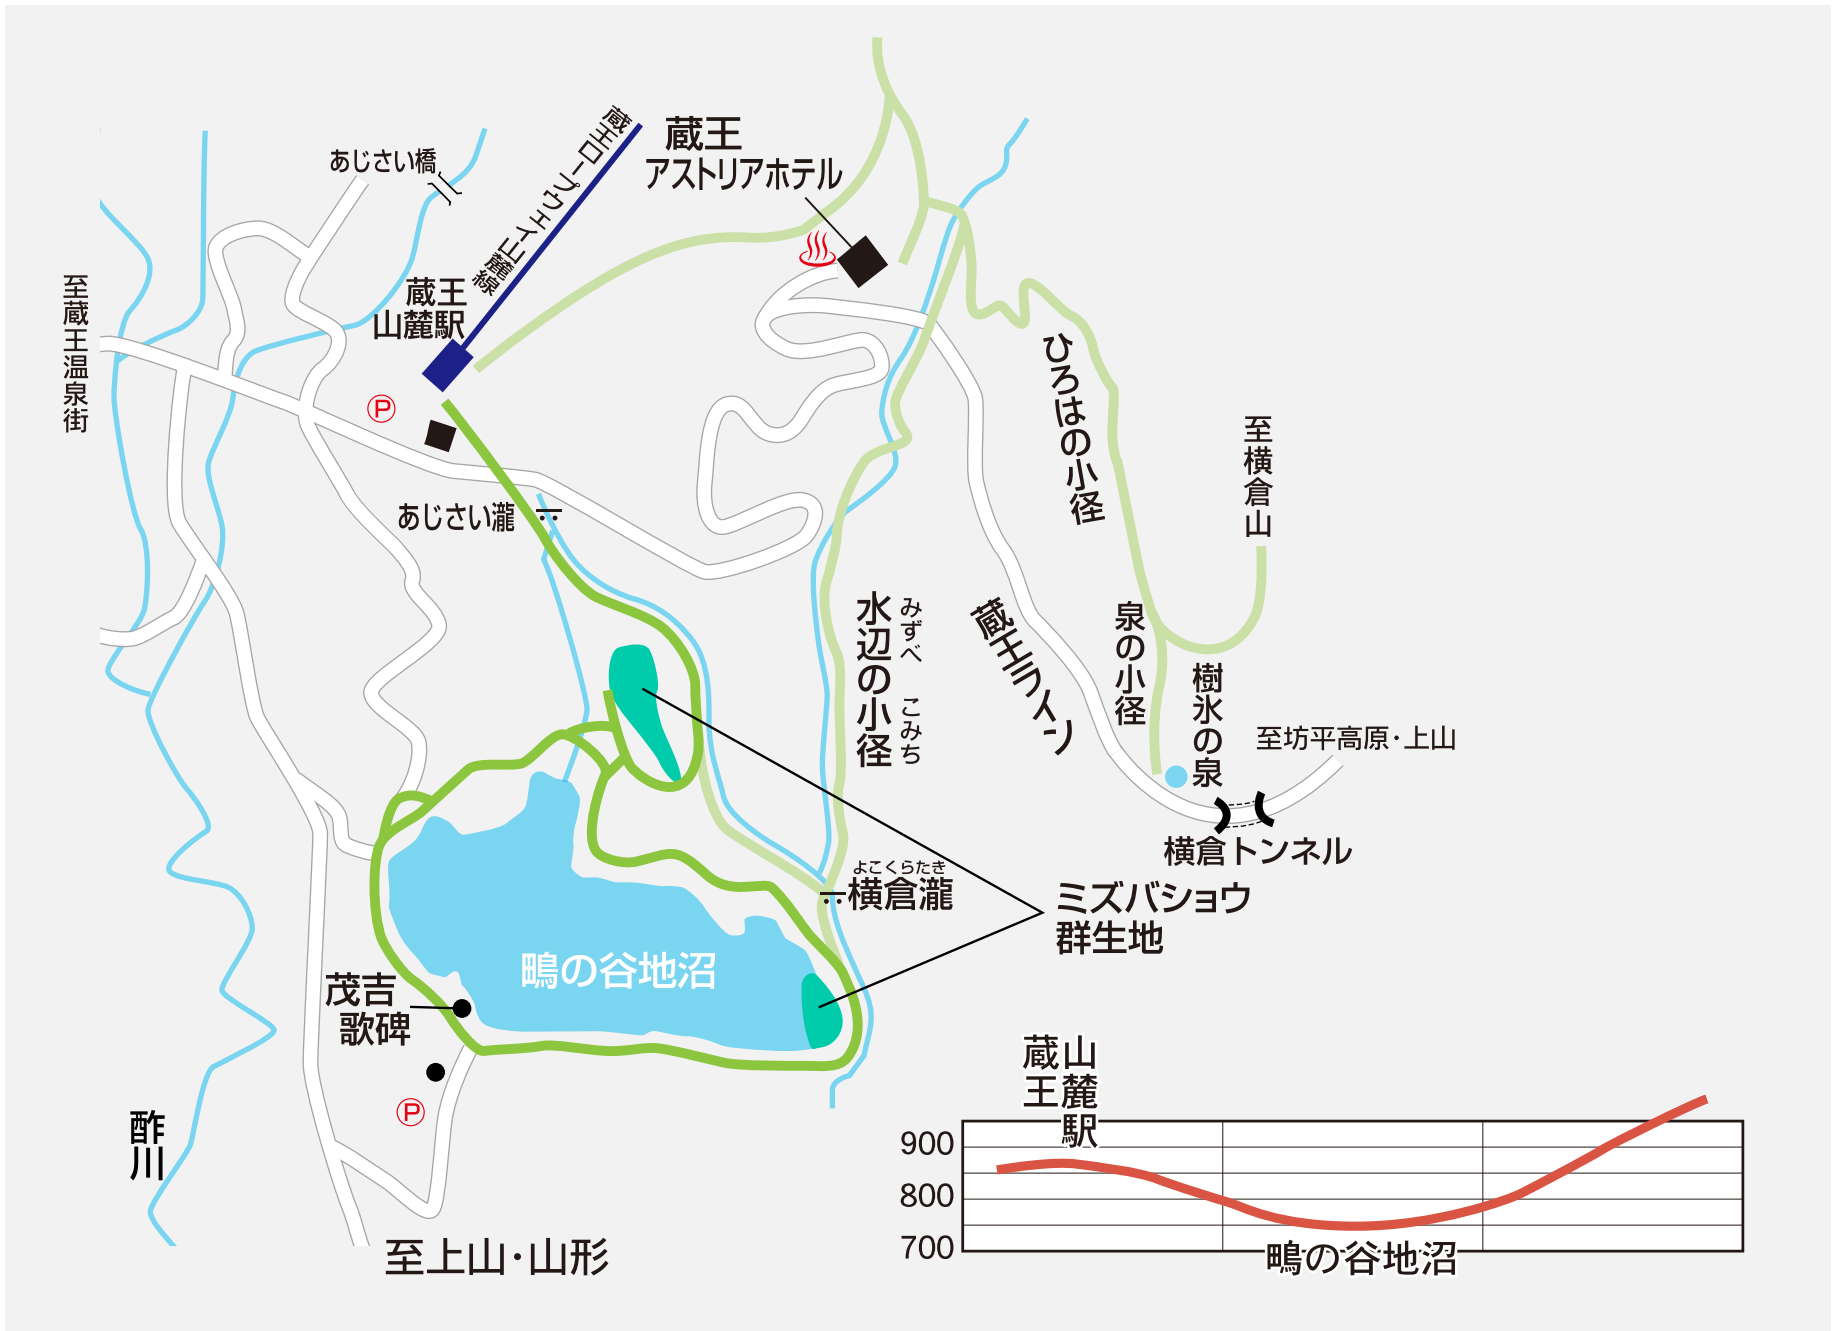 あじさい橋
蔵王ロープウェイ山麓線
蔵王
アストリアホテル
蔵王
山麓駅
至蔵王温泉街
P
あじさい瀧
ひろはの小径
至横倉山
水辺の小径
みずべ こみち
蔵王ライン
泉の小径
樹氷の泉
至坊平高原・上山
横倉トンネル
よこくらたき
横倉瀧
ミズバショウ
群生地
鴫の谷地沼
茂吉
歌碑
P
酢川
至上山・山形
蔵王
山麓駅
900
800
700
鴫の谷地沼